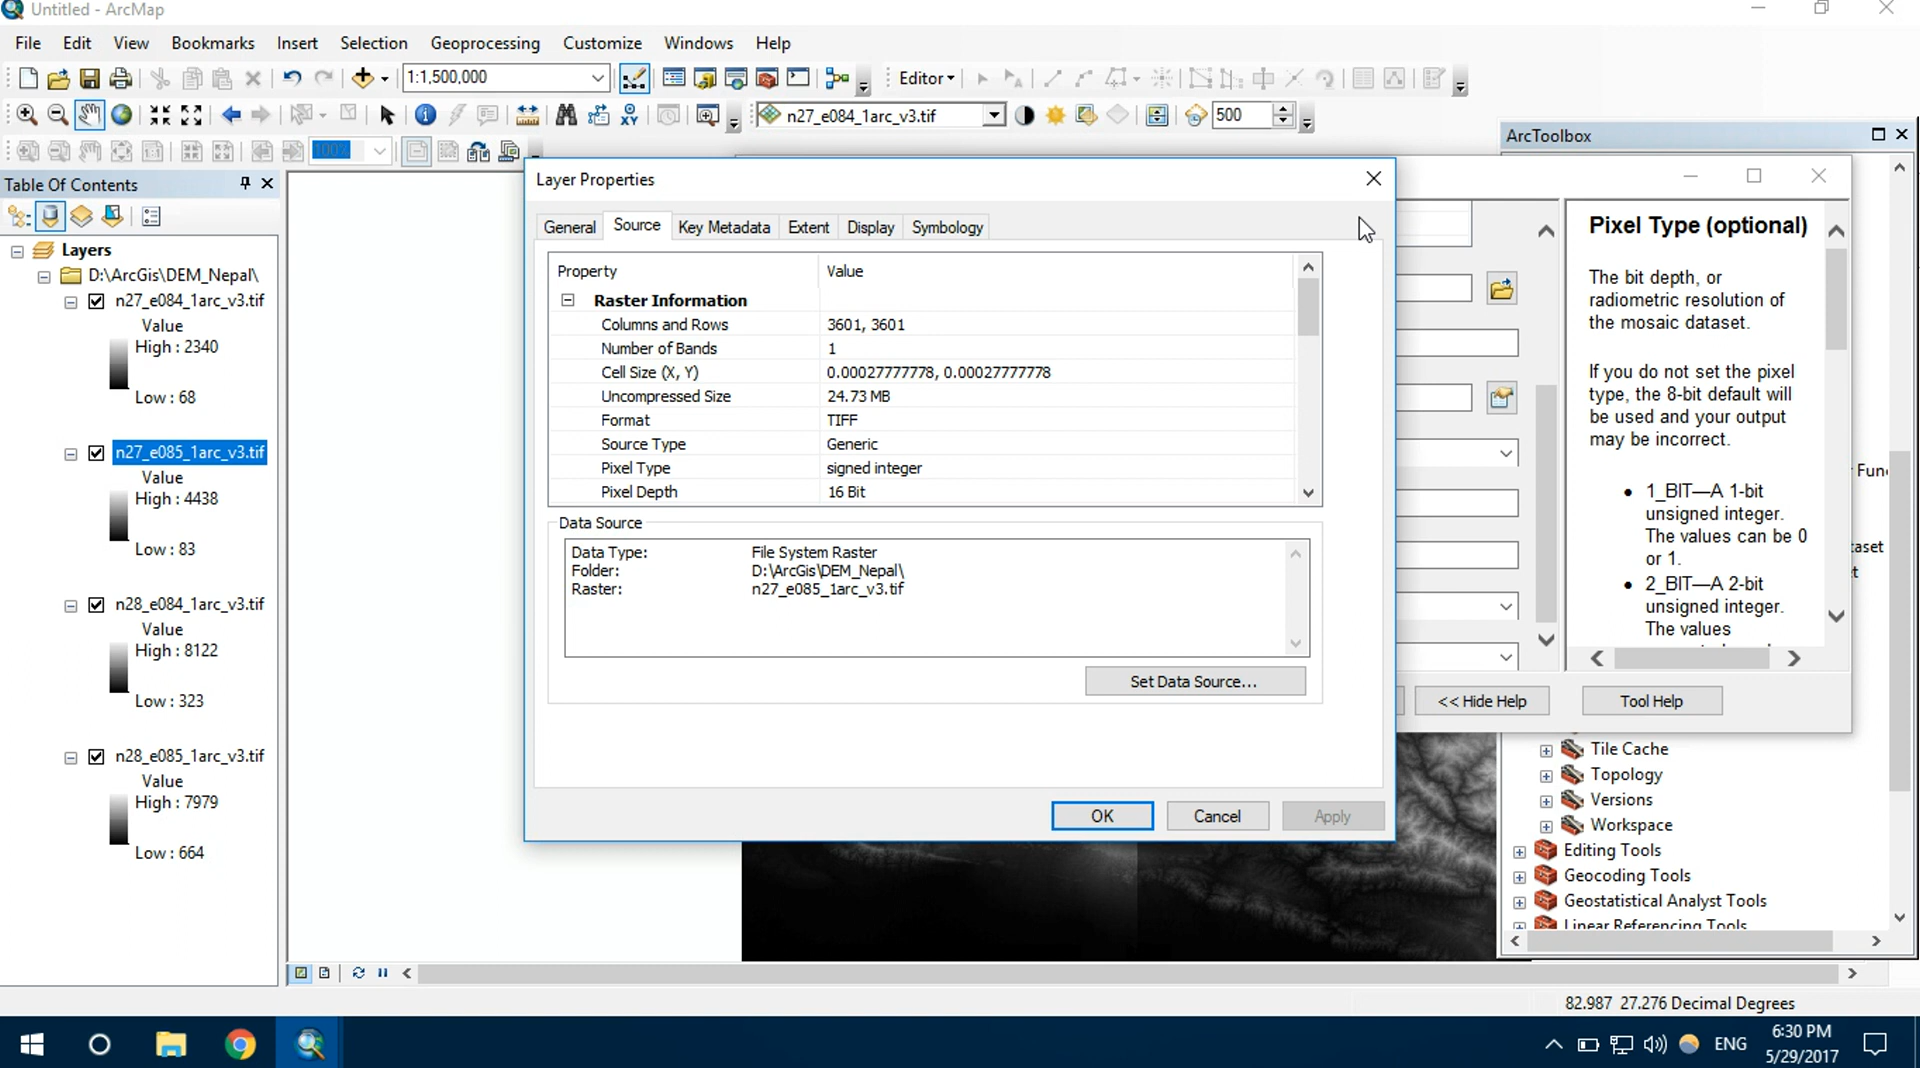 Untitled - ArcMap
File Edit View Bookmarks Insert Selection Geoprocessing Customize Windows Help
1:1,500,000
Editor
n27_e084_1arc_v3.tif
500
100%
ArcToolbox
Table Of Contents
Layers
D:\ArcGis\DEM_Nepal\
n27_e084_1arc_v3.tif
Value
High : 2340
Low : 68
n27_e085_1arc_v3.tif
Value
High : 4438
Low : 83
n28_e084_1arc_v3.tif
Value
High : 8122
Low : 323
n28_e085_1arc_v3.tif
Value
High : 7979
Low : 664
Layer Properties
General Source Key Metadata Extent Display Symbology
Property Value
Raster Information
Columns and Rows 3601, 3601
Number of Bands 1
Cell Size (X, Y) 0.00027777778, 0.00027777778
Uncompressed Size 24.73 MB
Format TIFF
Source Type Generic
Pixel Type signed integer
Pixel Depth 16 Bit
Data Source
Data Type: File System Raster
Folder: D:\ArcGis\DEM_Nepal\
Raster: n27_e085_1arc_v3.tif
Set Data Source...
OK Cancel Apply
Pixel Type (optional)
The bit depth, or
radiometric resolution of
the mosaic dataset.
If you do not set the pixel
type, the 8-bit default will
be used and your output
may be incorrect.
• 1_BIT—A 1-bit
unsigned integer.
The values can be 0
or 1.
• 2_BIT—A 2-bit
unsigned integer.
The values
<< Hide Help Tool Help
Tile Cache
Topology
Versions
Workspace
Editing Tools
Geocoding Tools
Geostatistical Analyst Tools
Linear Referencing Tools
82.987 27.276 Decimal Degrees
ENG
6:30 PM
5/29/2017